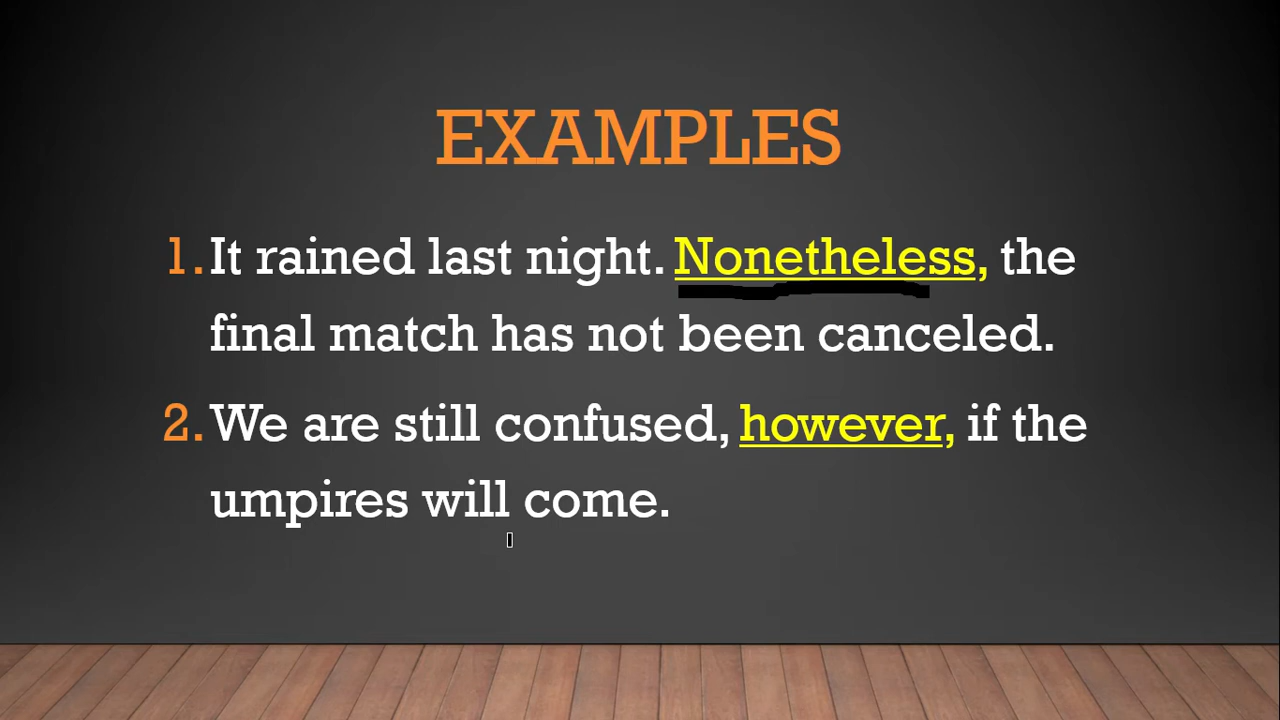 EXAMPLES
1. It rained last night. Nonetheless, the
final match has not been canceled.
2. We are still confused, however, if the
umpires will come.